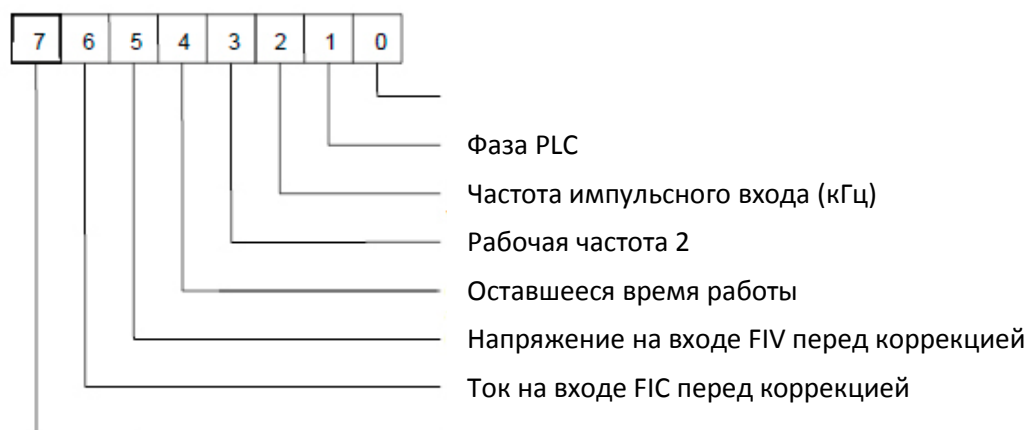 7 6 5 4 3 2 1 0
Фаза PLC
Частота импульсного входа (кГц)
Рабочая частота 2
Оставшееся время работы
Напряжение на входе FIV перед коррекцией
Ток на входе FIC перед коррекцией